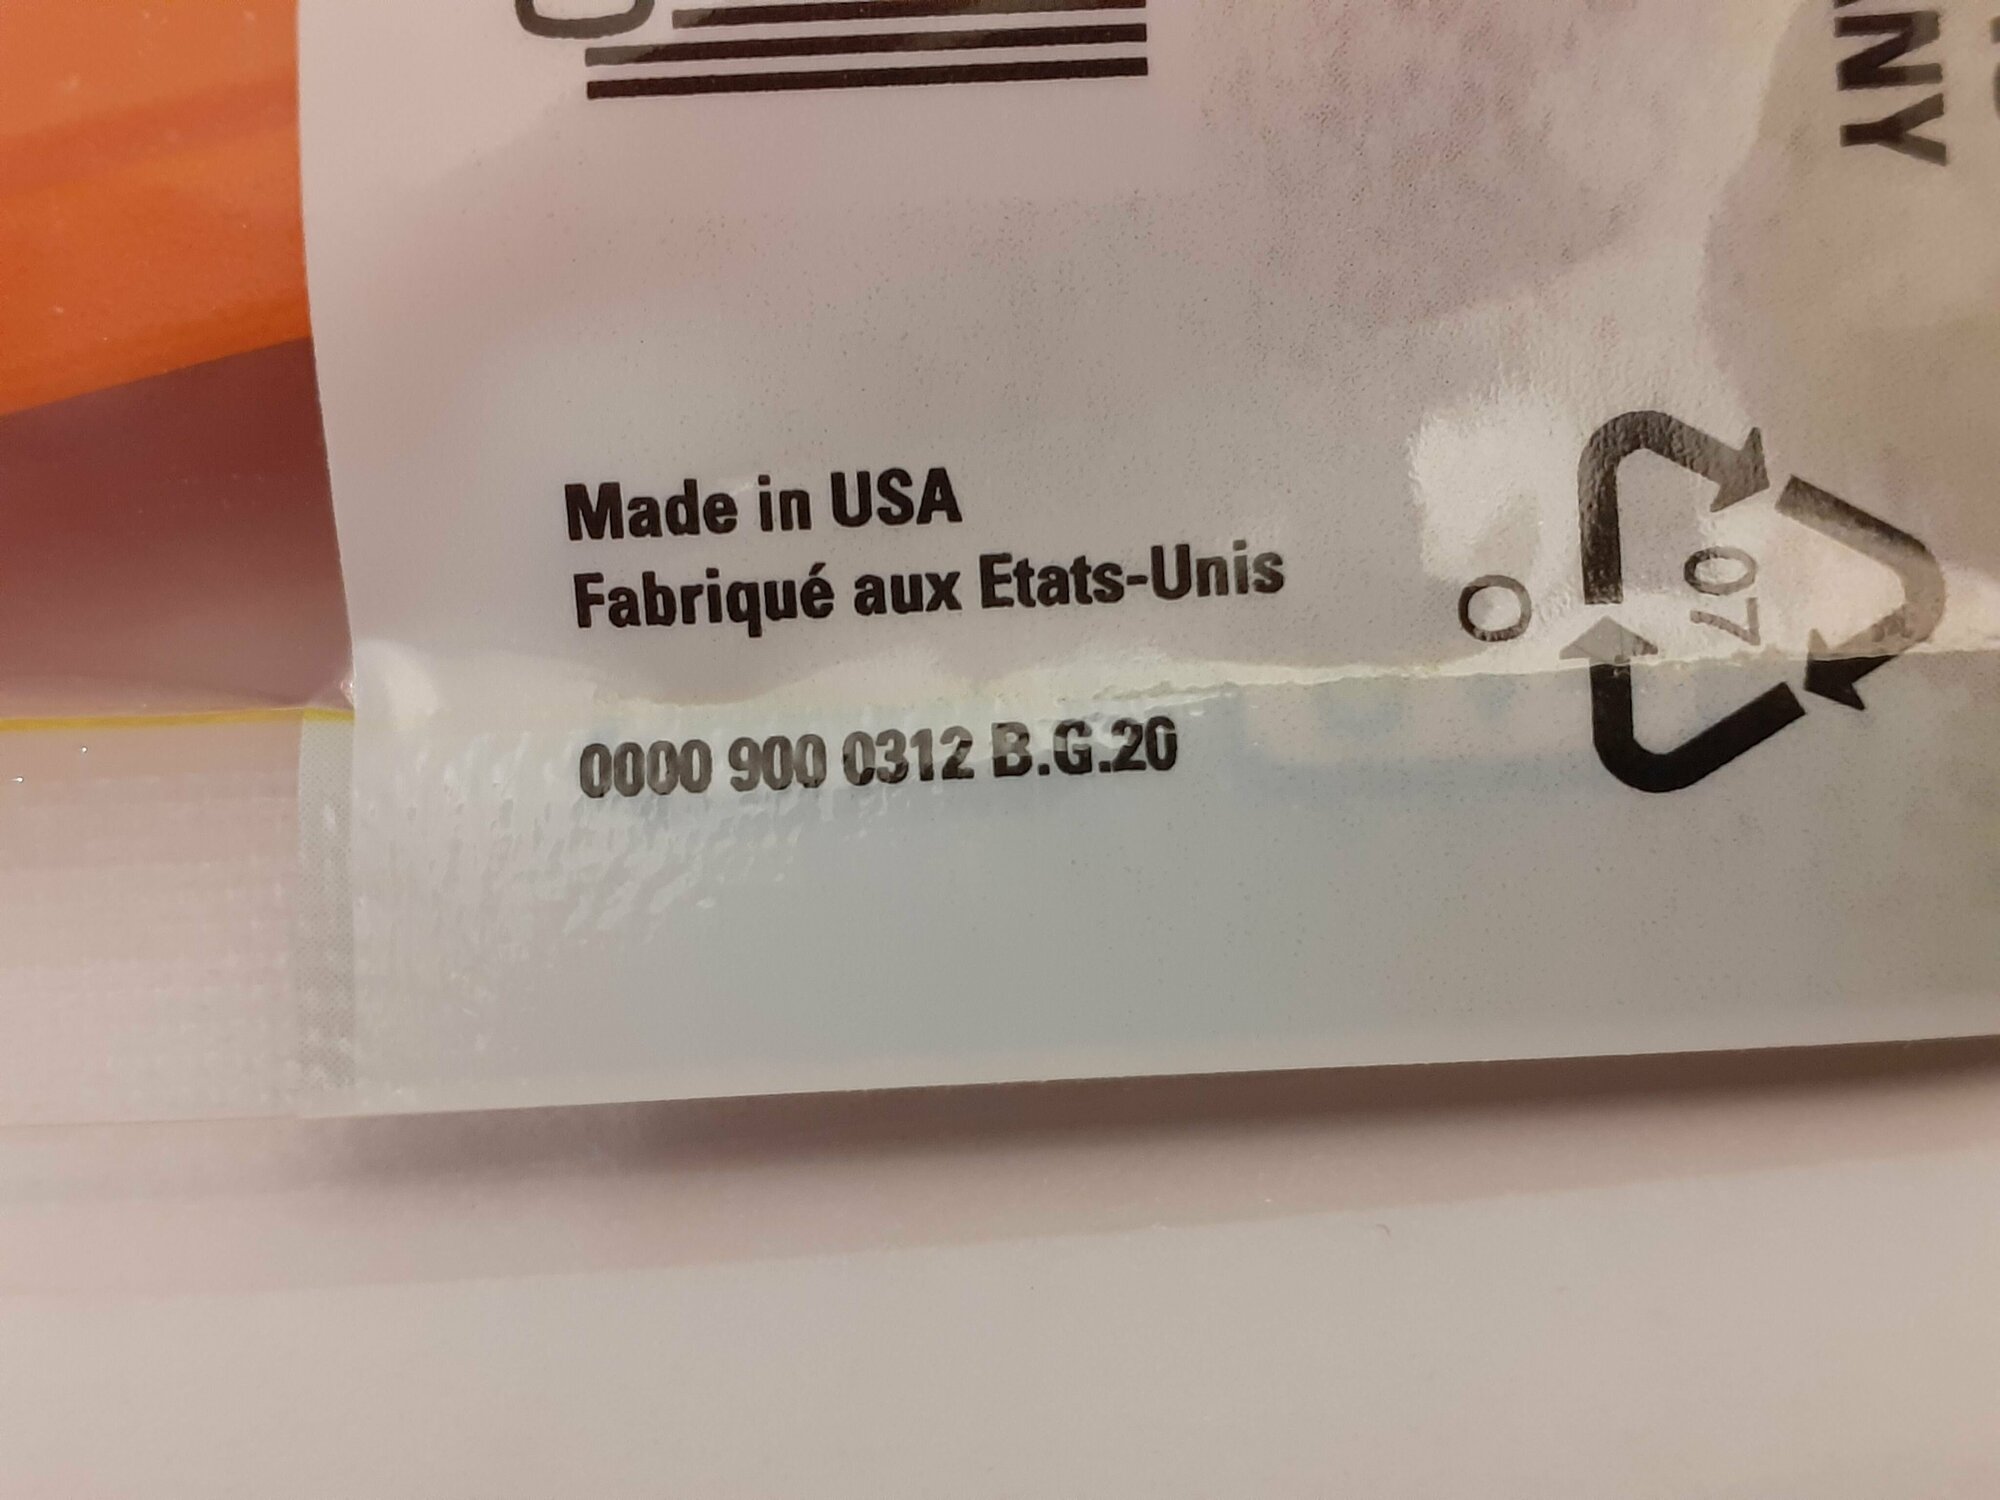 Made in USA
Fabriqué aux Etats-Unis
0000 900 0312 B.G.20
07
O